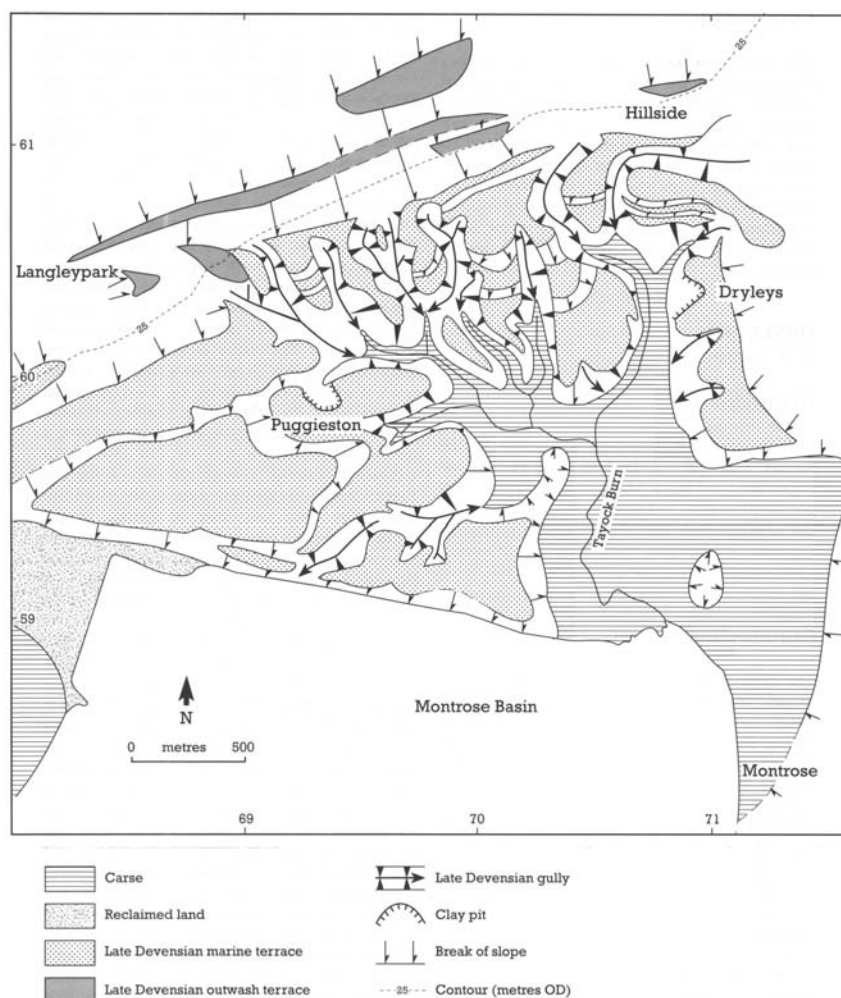 25
Hillside
61
Langleypark
25
Dryleys
60
Puggieston
Tayock Burn
59
Montrose Basin
N
0 metres 500
Montrose
69
70
71
Carse
Late Devensian gully
Reclaimed land
Clay pit
Late Devensian marine terrace
Break of slope
Late Devensian outwash terrace
-25- Contour (metres OD)